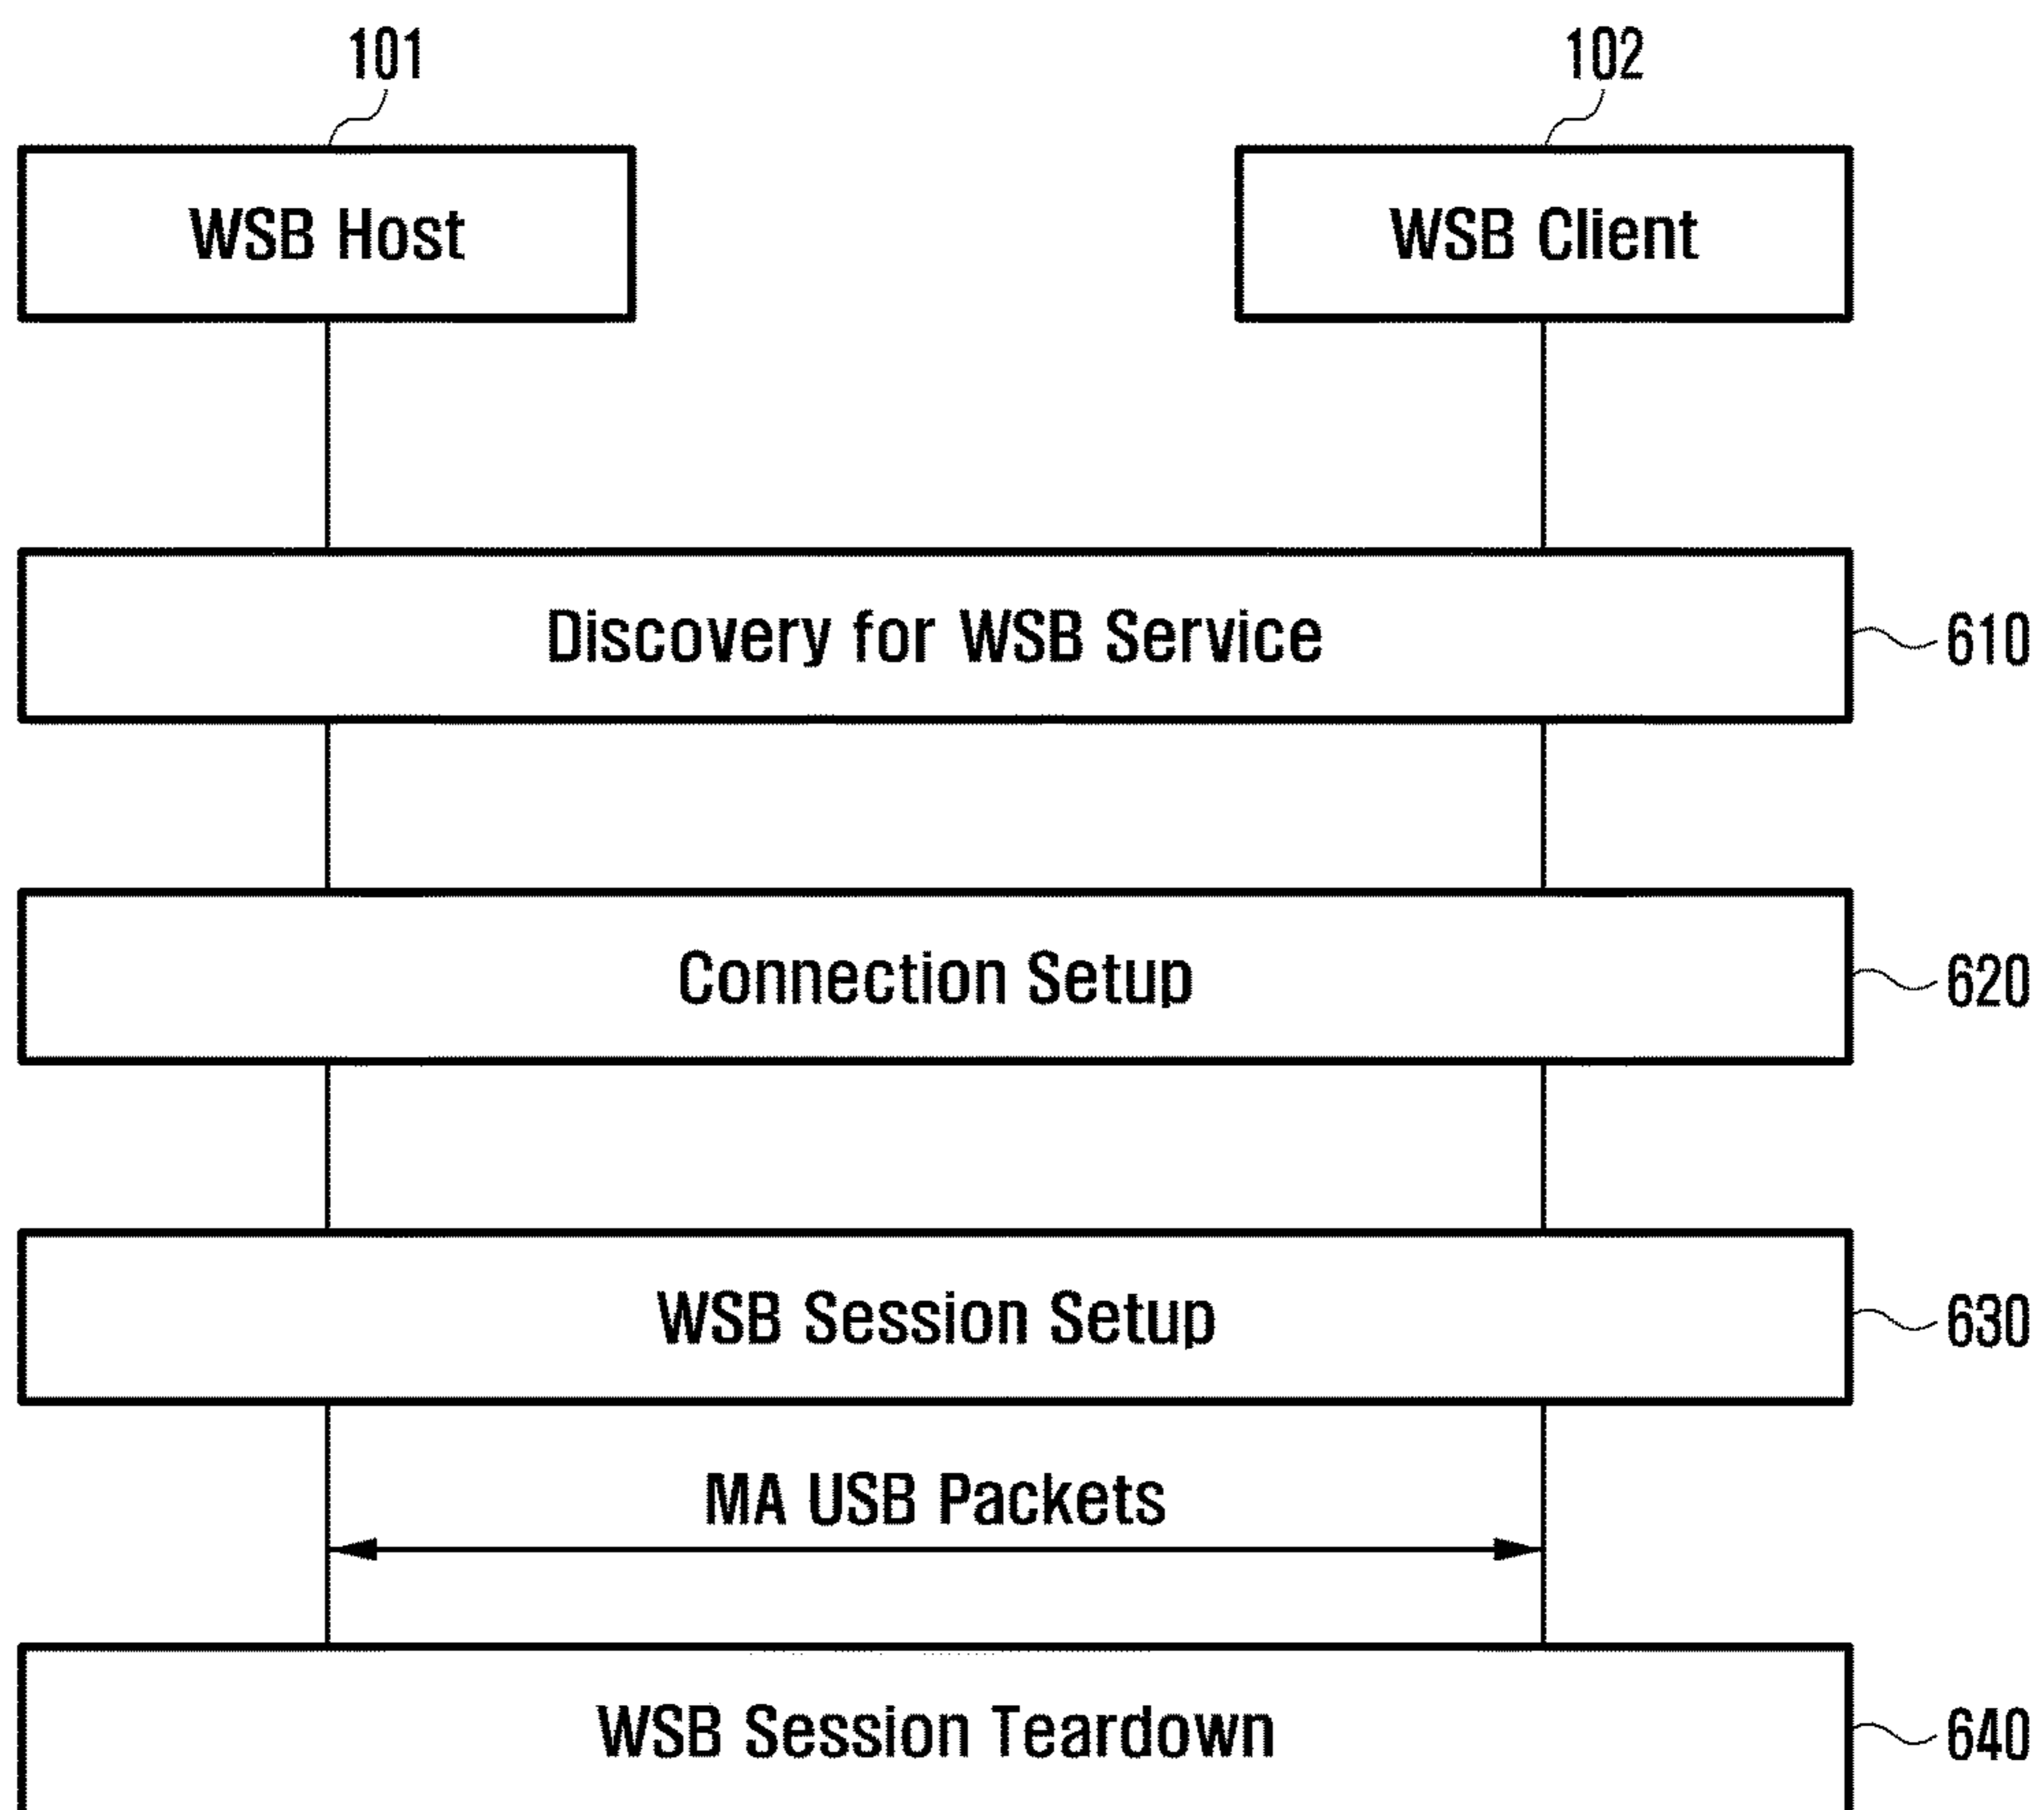 101
102
WSB Host
WSB Client
Discovery for WSB Service
610
Connection Setup
620
WSB Session Setup
630
MA USB Packets
WSB Session Teardown
640